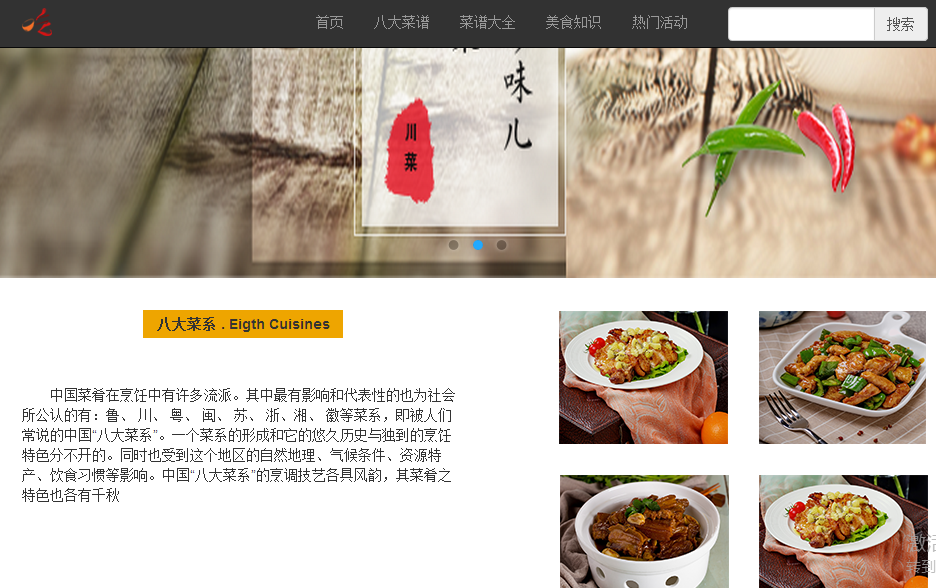 首页 八大菜谱 菜谱大全 美食知识 热门活动 搜索
味
儿
川
菜
八大菜系 . Eigth Cuisines
中国菜肴在烹饪中有许多流派。其中最有影响和代表性的也为社会
所公认的有：鲁、 川、 粤、 闽、 苏、 浙、湘、 徽等菜系，即被人们
常说的中国“八大菜系”。一个菜系的形成和它的悠久历史与独到的烹饪
特色分不开的。同时也受到这个地区的自然地理、气候条件、资源特
产、饮食习惯等影响。中国“八大菜系”的烹调技艺各具风韵，其菜肴之
特色也各有千秋
激活
转到